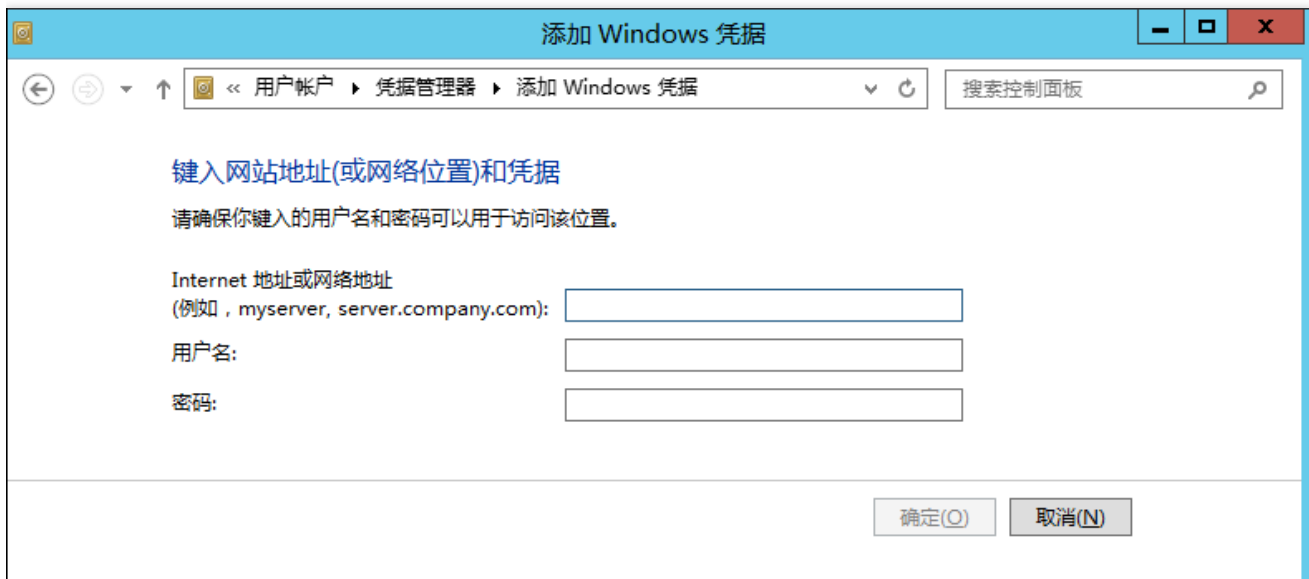 添加 Windows 凭据
« 用户帐户 ▸ 凭据管理器 ▸ 添加 Windows 凭据
搜索控制面板
键入网站地址(或网络位置)和凭据
请确保你键入的用户名和密码可以用于访问该位置。
Internet 地址或网络地址
(例如，myserver, server.company.com):
用户名:
密码:
确定(O)
取消(N)